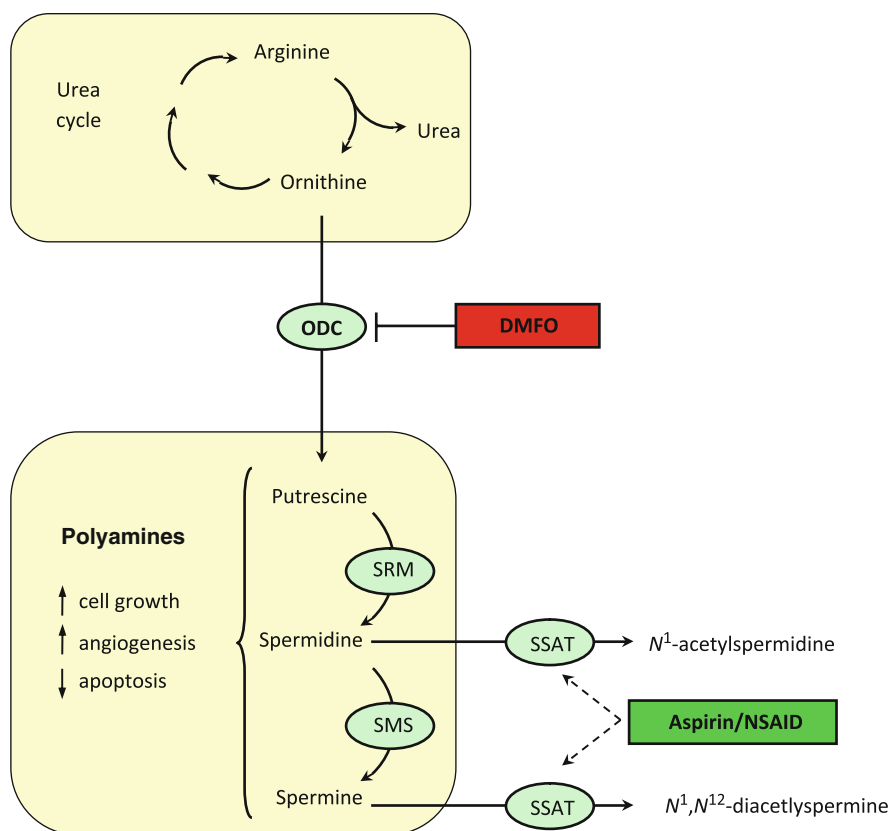 Arginine
Urea
cycle
Urea
Ornithine
ODC
DMFO
Putrescine
Polyamines
SRM
cell growth
Spermidine
SSAT
N1-acetylspermidine
angiogenesis
apoptosis
Aspirin/NSAID
SMS
Spermine
SSAT
N1,N12-diacetlyspermine